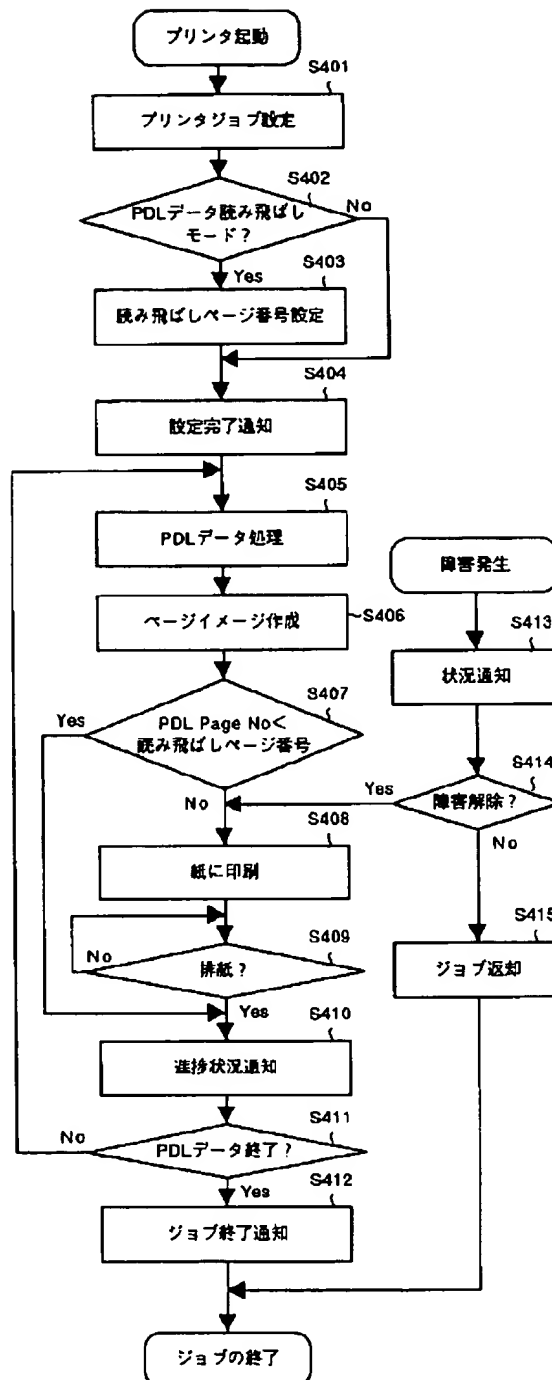 プリンタ起動
S401
プリンタジョブ設定
S402
PDLデータ読み飛ばし
モード？
No
Yes
S403
読み飛ばしページ番号設定
S404
設定完了通知
S405
PDLデータ処理
ページイメージ作成
S406
S407
Yes
PDL Page No<
読み飛ばしページ番号
No
S408
紙に印刷
S409
No
排紙？
Yes
S410
進捗状況通知
S411
No
PDLデータ終了？
Yes
S412
ジョブ終了通知
ジョブの終了
障害発生
S413
状況通知
S414
Yes
障害解除？
No
S415
ジョブ返却